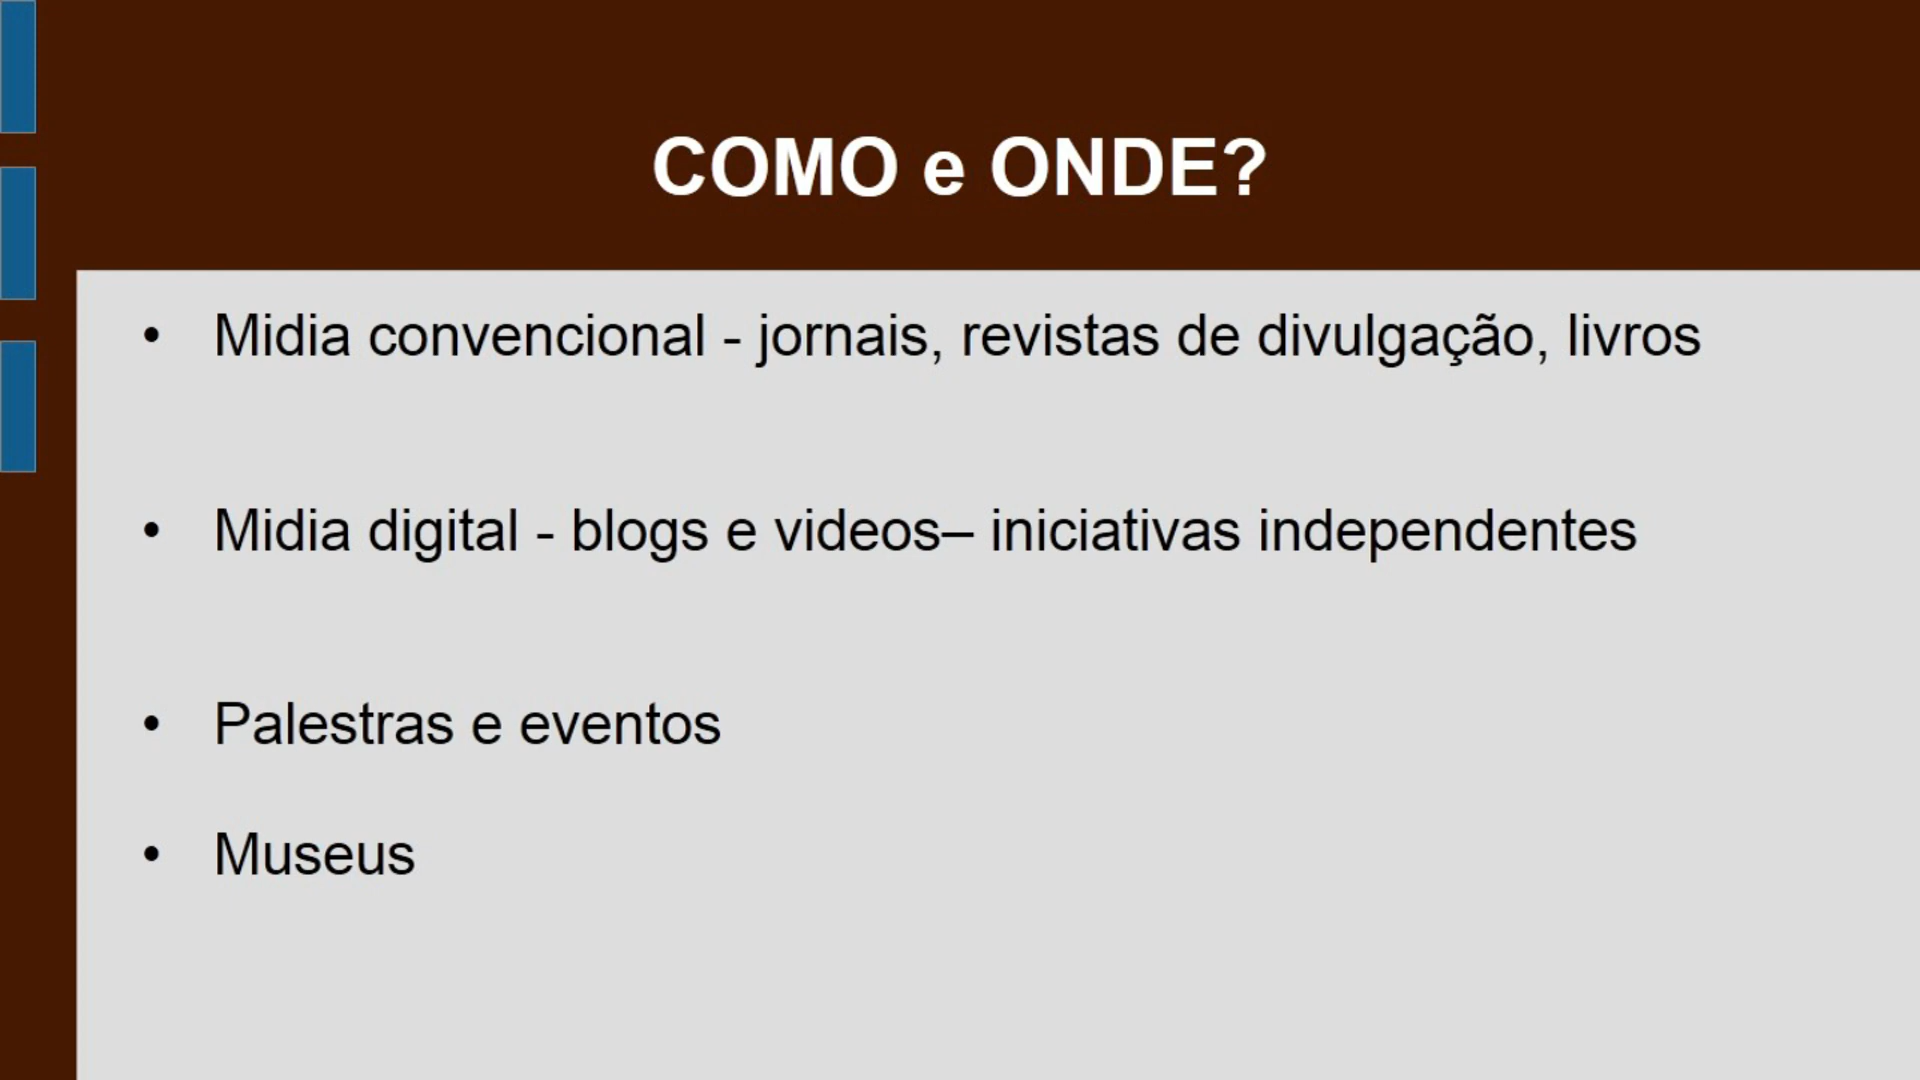 COMO e ONDE?
• Midia convencional - jornais, revistas de divulgação, livros
• Midia digital - blogs e videos– iniciativas independentes
• Palestras e eventos
• Museus